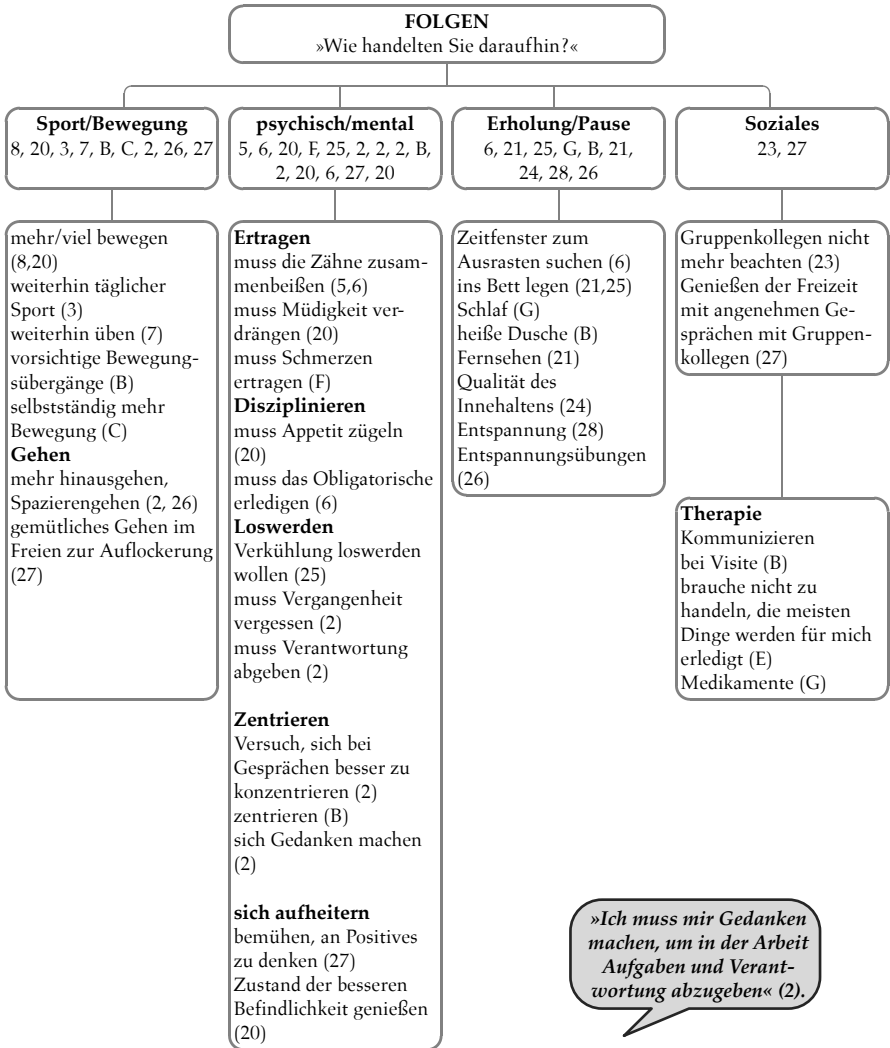 FOLGEN
»Wie handelten Sie daraufhin?«
Sport/Bewegung
8, 20, 3, 7, B, C, 2, 26, 27
psychisch/mental
5, 6, 20, F, 25, 2, 2, 2, B,
2, 20, 6, 27, 20
Erholung/Pause
6, 21, 25, G, B, 21,
24, 28, 26
Soziales
23, 27
mehr/viel bewegen
(8,20)
weiterhin täglicher
Sport (3)
weiterhin üben (7)
vorsichtige Bewegung-
sübergänge (B)
selbstständig mehr
Bewegung (C)
Gehen
mehr hinausgehen,
Spazierengehen (2, 26)
gemütliches Gehen im
Freien zur Auflockerung
(27)
Ertragen
muss die Zähne zusam-
menbeißen (5,6)
muss Müdigkeit ver-
drängen (20)
muss Schmerzen
ertragen (F)
Disziplinieren
muss Appetit zügeln
(20)
muss das Obligatorische
erledigen (6)
Loswerden
Verkühlung loswerden
wollen (25)
muss Vergangenheit
vergessen (2)
muss Verantwortung
abgeben (2)
Zentrieren
Versuch, sich bei
Gesprächen besser zu
konzentrieren (2)
zentrieren (B)
sich Gedanken machen
(2)
sich aufheitern
bemühen, an Positives
zu denken (27)
Zustand der besseren
Befindlichkeit genießen
(20)
Zeitfenster zum
Ausrasten suchen (6)
ins Bett legen (21,25)
Schlaf (G)
heiße Dusche (B)
Fernsehen (21)
Qualität des
Innehaltens (24)
Entspannung (28)
Entspannungsübungen
(26)
Gruppenkollegen nicht
mehr beachten (23)
Genießen der Freizeit
mit angenehmen Ge-
sprächen mit Gruppen-
kollegen (27)
Therapie
Kommunizieren
bei Visite (B)
brauche nicht zu
handeln, die meisten
Dinge werden für mich
erledigt (E)
Medikamente (G)
»Ich muss mir Gedanken
machen, um in der Arbeit
Aufgaben und Verant-
wortung abzugeben« (2).